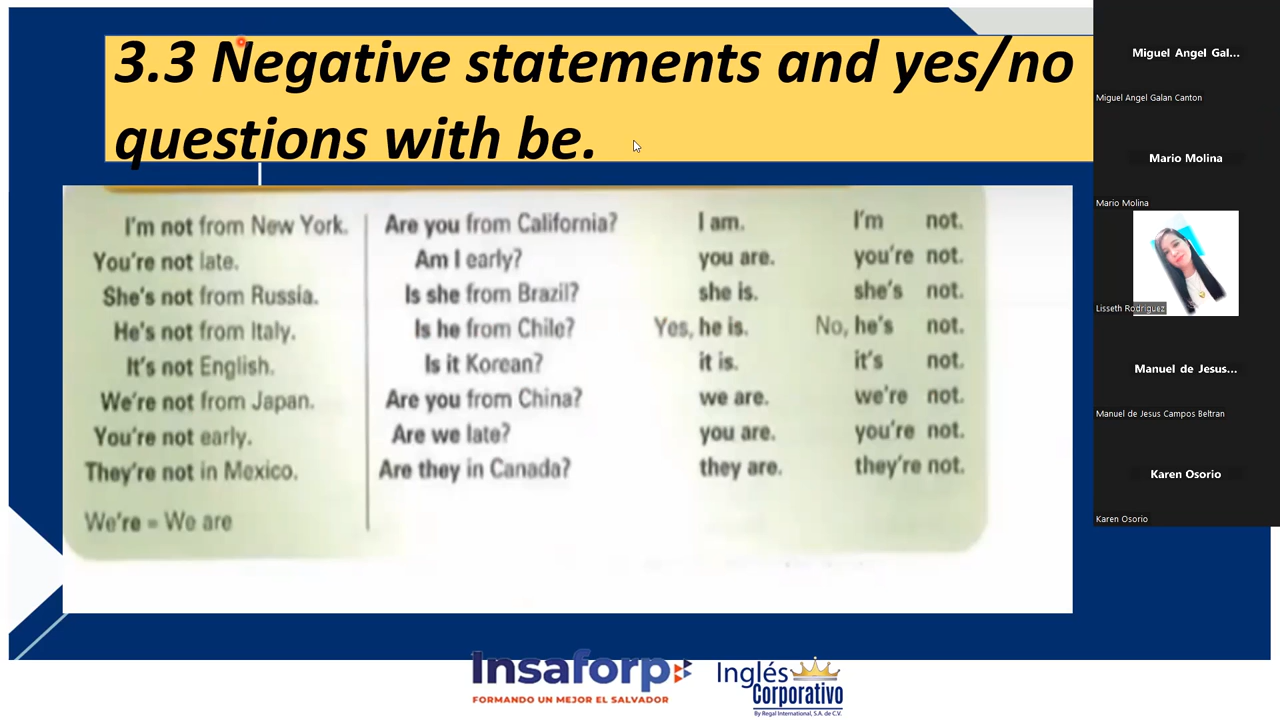 3.3 Negative statements and yes/no
questions with be.
I'm not from New York. Are you from California? I am. I'm not.
You're not late. Am I early? you are. you're not.
She's not from Russia. Is she from Brazil? she is. she's not.
He's not from Italy. Is he from Chile? Yes, he is. No, he's not.
It's not English. Is it Korean? it is. it's not.
We're not from Japan. Are you from China? we are. we're not.
You're not early. Are we late? you are. you're not.
They're not in Mexico. Are they in Canada? they are. they're not.
We're = We are
Insaforp
FORMANDO UN MEJOR EL SALVADOR
Inglés
Corporativo
By Regal International, S.A. de C.V.
Miguel Angel Gal...
Miguel Angel Galan Canton
Mario Molina
Mario Molina
Lisseth Rodriguez
Manuel de Jesus...
Manuel de Jesus Campos Beltran
Karen Osorio
Karen Osorio